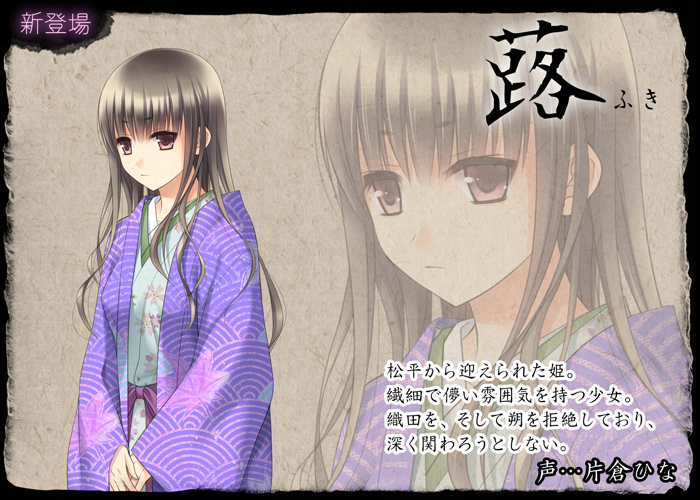 新登場
蕗
ふき
松平から迎えられた姫。
繊細で儚い雰囲気を持つ少女。
織田を、そして朔を拒絶しており、
深く関わろうとしない。
声…片倉ひな